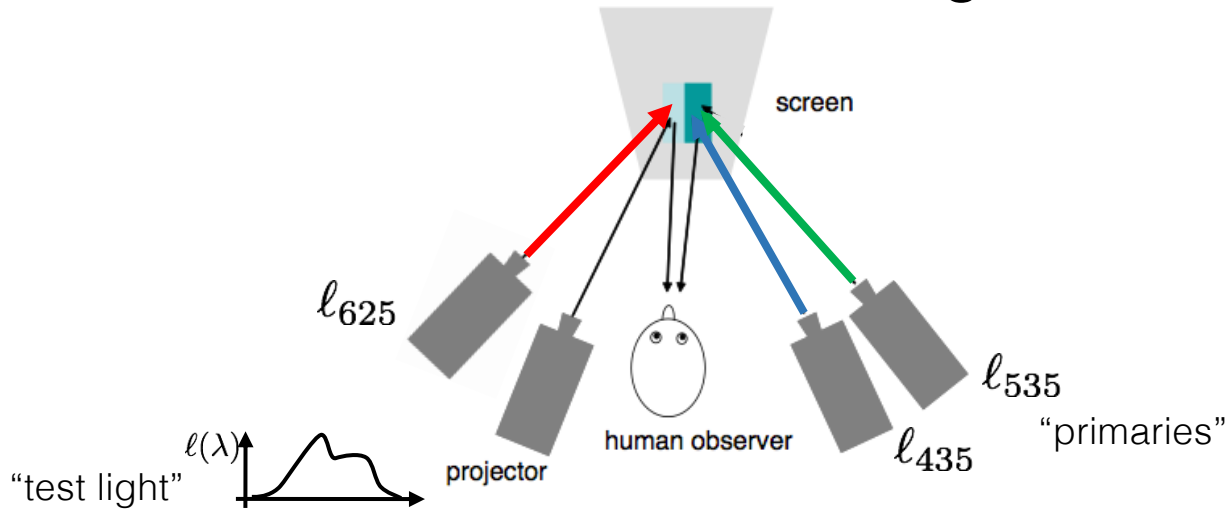 g
screen
ℓ625
ℓ535
"primaries"
human observer
ℓ435
ℓ(λ)
projector
"test light"